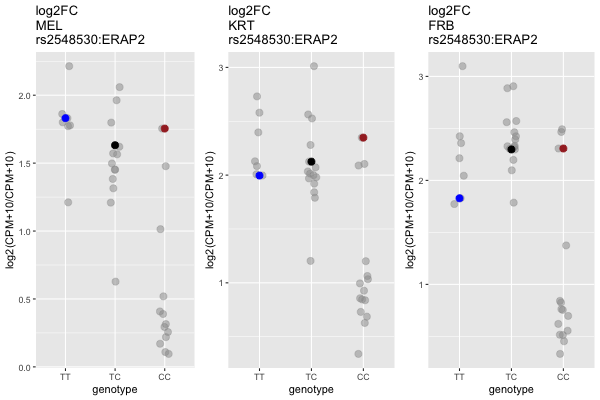 log2FC
MEL
rs2548530:ERAP2
log2(CPM+10/CPM+10)
2.0
1.5
1.0
0.5
0.0
TT TC CC
genotype
log2FC
KRT
rs2548530:ERAP2
log2(CPM+10/CPM+10)
3
2
1
TT TC CC
genotype
log2FC
FRB
rs2548530:ERAP2
log2(CPM+10/CPM+10)
3
2
1
TT TC CC
genotype